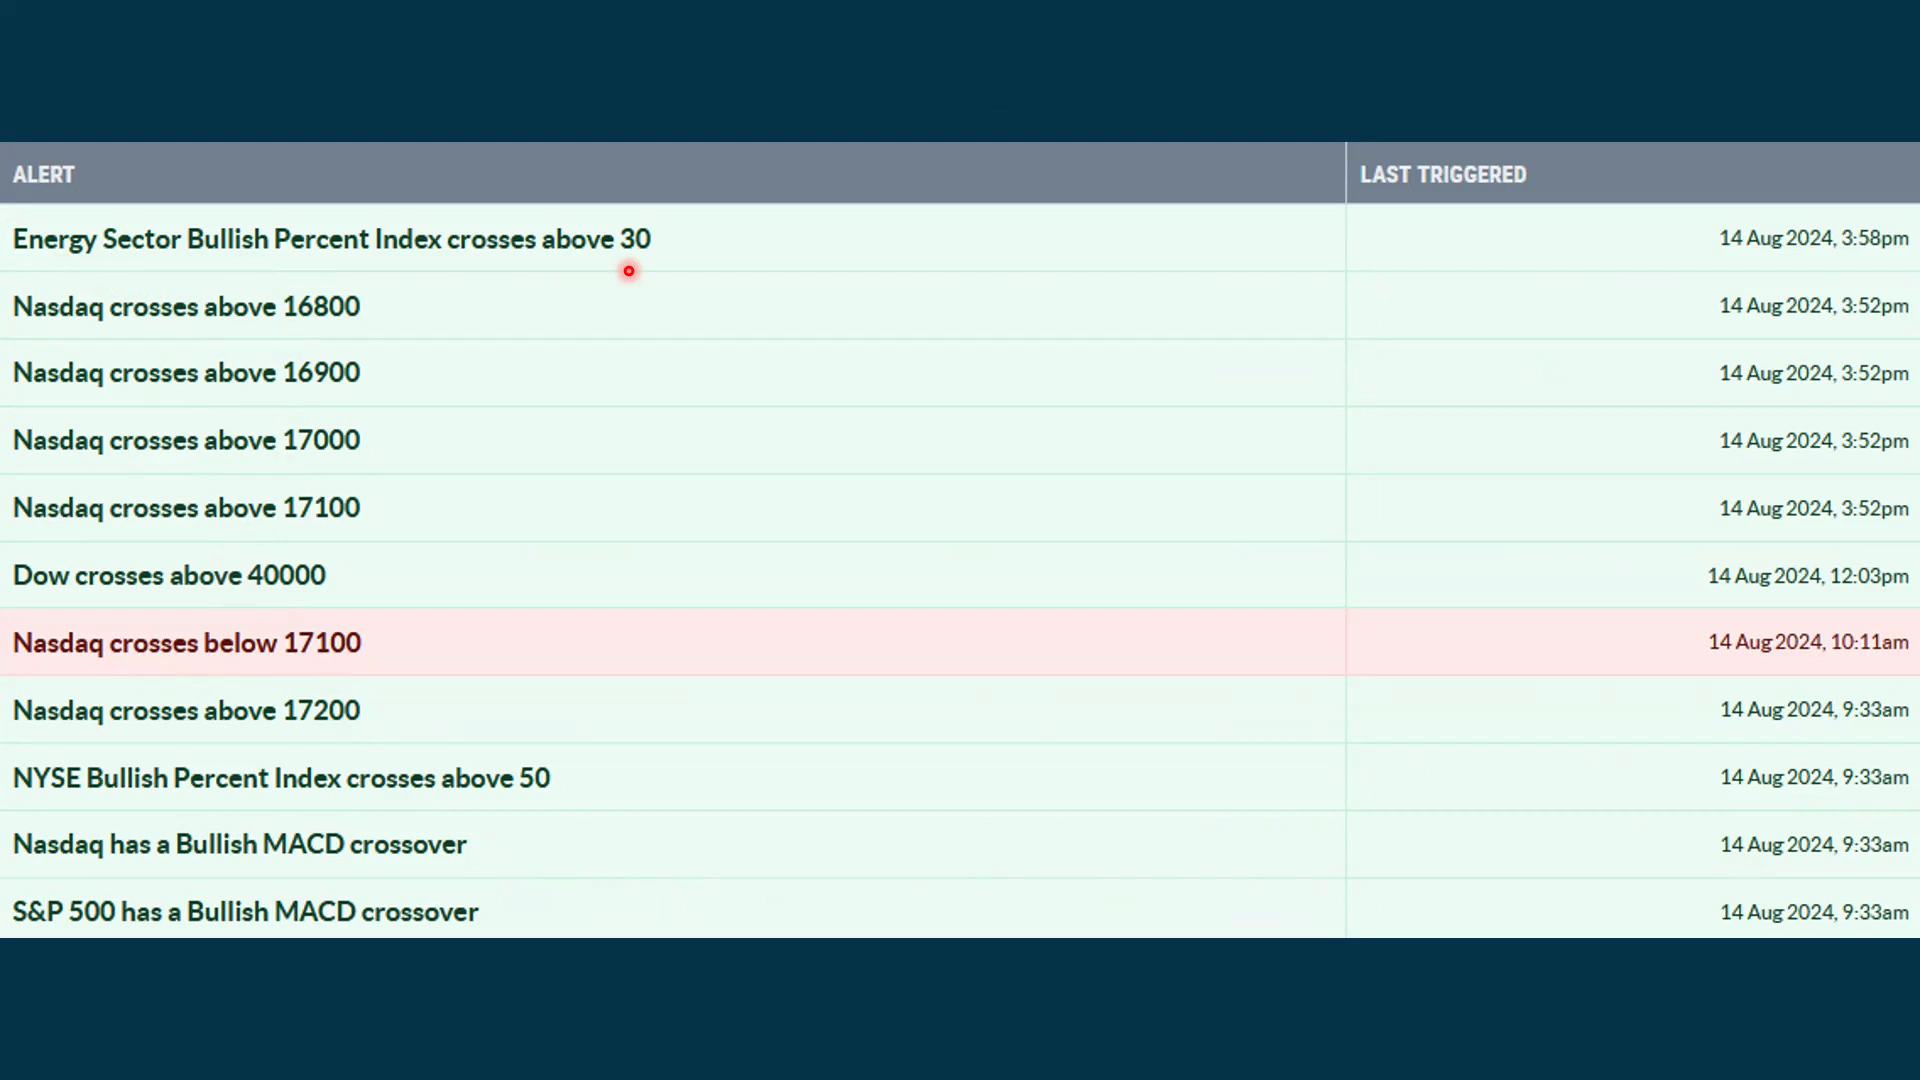 ALERT LAST TRIGGERED
Energy Sector Bullish Percent Index crosses above 30 14 Aug 2024, 3:58pm
Nasdaq crosses above 16800 14 Aug 2024, 3:52pm
Nasdaq crosses above 16900 14 Aug 2024, 3:52pm
Nasdaq crosses above 17000 14 Aug 2024, 3:52pm
Nasdaq crosses above 17100 14 Aug 2024, 3:52pm
Dow crosses above 40000 14 Aug 2024, 12:03pm
Nasdaq crosses below 17100 14 Aug 2024, 10:11am
Nasdaq crosses above 17200 14 Aug 2024, 9:33am
NYSE Bullish Percent Index crosses above 50 14 Aug 2024, 9:33am
Nasdaq has a Bullish MACD crossover 14 Aug 2024, 9:33am
S&P 500 has a Bullish MACD crossover 14 Aug 2024, 9:33am